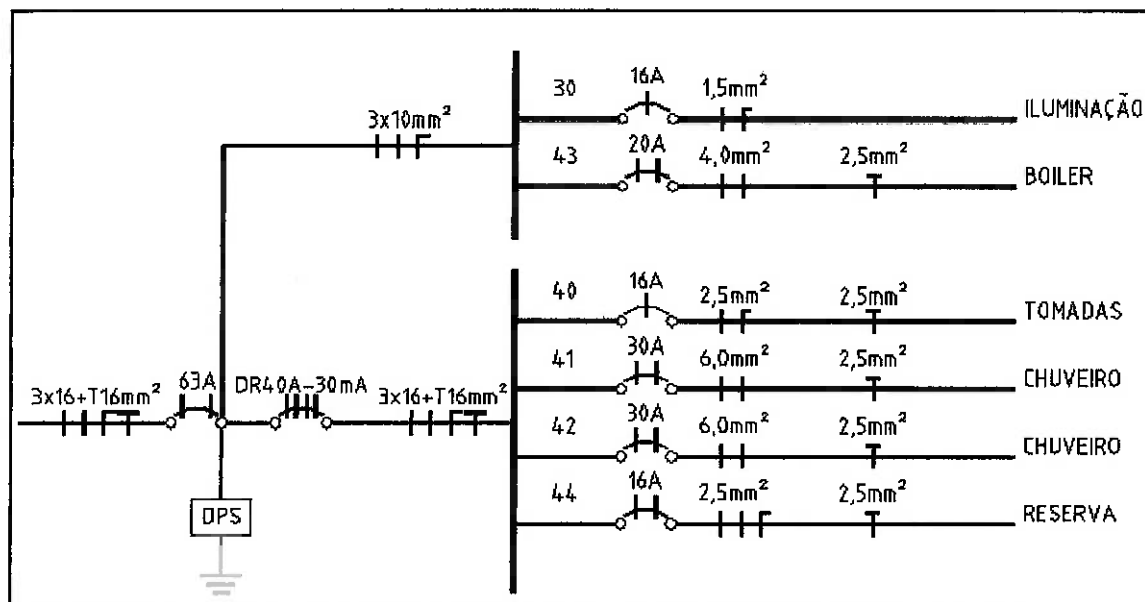 30 16A 1,5mm² ILUMINAÇÃO
3x10mm²
43 20A 4,0mm² 2,5mm² BOILER
40 16A 2,5mm² 2,5mm² TOMADAS
41 30A 6,0mm² 2,5mm² CHUVEIRO
3x16+T16mm² 63A DR40A-30mA 3x16+T16mm²
42 30A 6,0mm² 2,5mm² CHUVEIRO
44 16A 2,5mm² 2,5mm² RESERVA
DPS